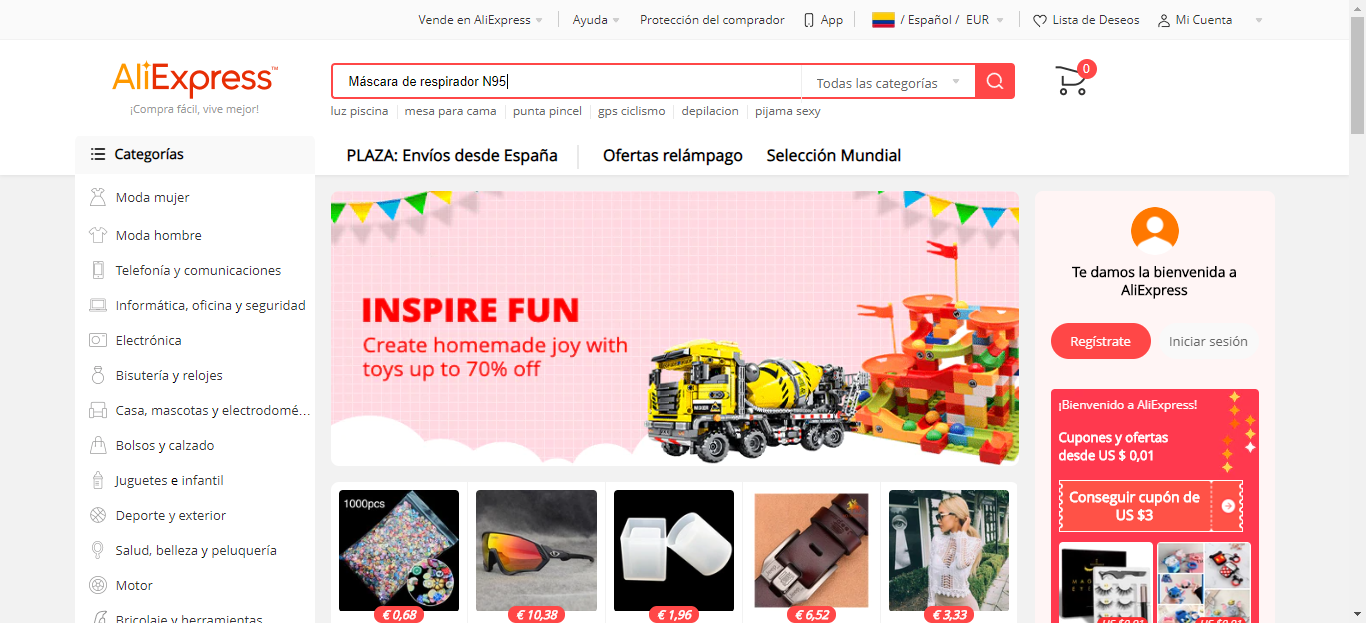 Vende en AliExpress
Ayuda
Protección del comprador
App
/ Español / EUR
Lista de Deseos
Mi Cuenta
AliExpress™
¡Compra fácil, vive mejor!
Máscara de respirador N95
Todas las categorías
0
luz piscina
mesa para cama
punta pincel
gps ciclismo
depilacion
pijama sexy
Categorías
PLAZA: Envíos desde España
Ofertas relámpago
Selección Mundial
Moda mujer
Moda hombre
Telefonía y comunicaciones
Informática, oficina y seguridad
Electrónica
Bisutería y relojes
Casa, mascotas y electrodomé...
Bolsos y calzado
Juguetes e infantil
Deporte y exterior
Salud, belleza y peluquería
Motor
Bricolaje y herramientas
INSPIRE FUN
Create homemade joy with
toys up to 70% off
Te damos la bienvenida a
AliExpress
Regístrate
Iniciar sesión
¡Bienvenido a AliExpress!
Cupones y ofertas
desde US $ 0,01
Conseguir cupón de
US $3
1000pcs
€ 0,68
€ 10,38
€ 1,96
€ 6,52
€ 3,33
US $0,01
US $0,01